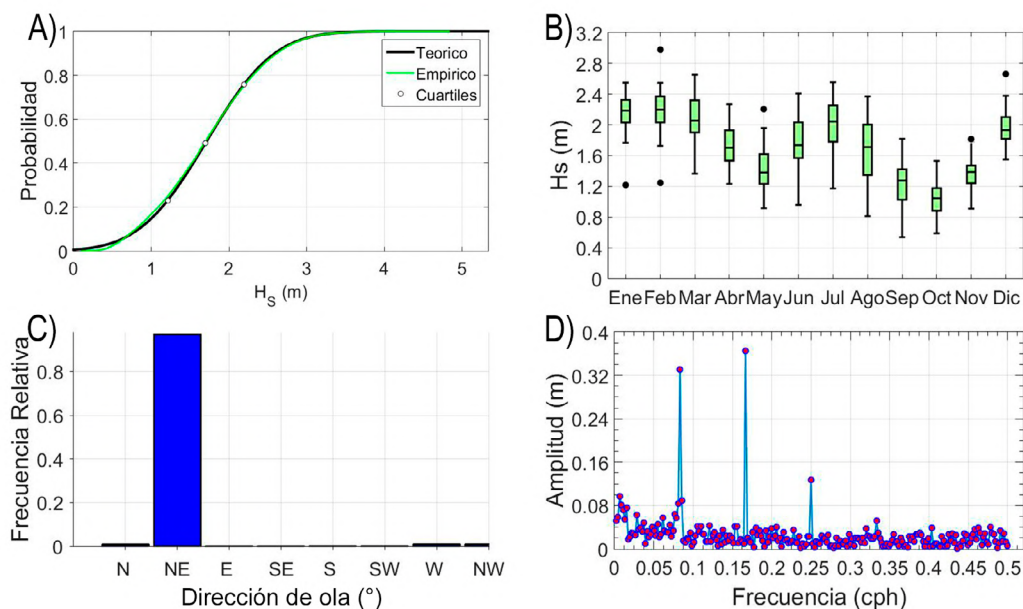 A)
Probabilidad
1
0.8
0.6
0.4
0.2
0
0 1 2 3 4 5
H_S (m)
Teorico
Empirico
Cuartiles
B)
Hs (m)
3.2
2.8
2.4
2
1.6
1.2
0.8
0.4
0
Ene Feb Mar Abr May Jun Jul Ago Sep Oct Nov Dic
C)
Frecuencia Relativa
0.8
0.6
0.4
0.2
0
N NE E SE S SW W NW
Dirección de ola (°)
D)
Amplitud (m)
0.4
0.32
0.24
0.16
0.08
0
0 0.05 0.1 0.15 0.2 0.25 0.3 0.35 0.4 0.45 0.5
Frecuencia (cph)